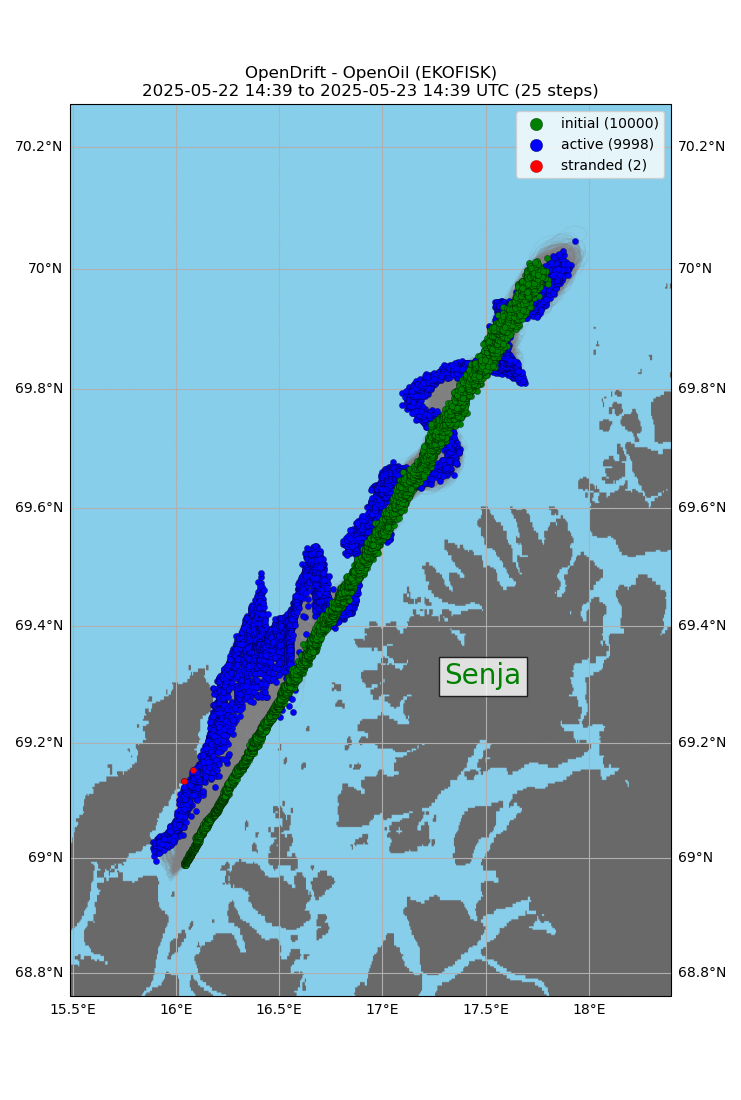 OpenDrift - OpenOil (EKOFISK)
2025-05-22 14:39 to 2025-05-23 14:39 UTC (25 steps)
initial (10000)
active (9998)
stranded (2)
70.2°N 70.2°N
70°N 70°N
69.8°N 69.8°N
69.6°N 69.6°N
69.4°N 69.4°N
Senja
69.2°N 69.2°N
69°N 69°N
68.8°N 68.8°N
15.5°E 16°E 16.5°E 17°E 17.5°E 18°E